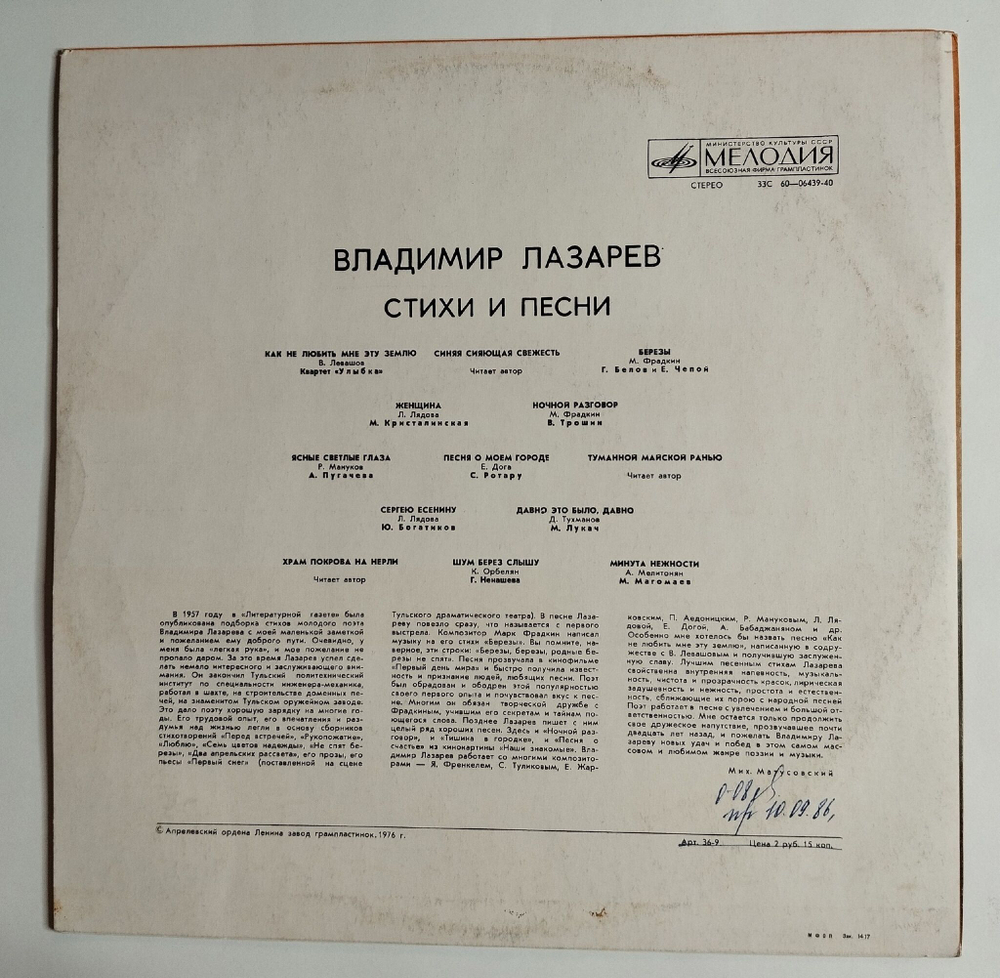 МИНИСТЕРСТВО КУЛЬТУРЫ СССР
МЕЛОДИЯ
ВСЕСОЮЗНАЯ ФИРМА ГРАМПЛАСТИНОК
СТЕРЕО 33С 60—06439-40
ВЛАДИМИР ЛАЗАРЕВ
СТИХИ И ПЕСНИ
КАК НЕ ЛЮБИТЬ МНЕ ЭТУ ЗЕМЛЮ
В. Левашов
Квартет «Улыбка»
СИНЯЯ СИЯЮЩАЯ СВЕЖЕСТЬ
Читает автор
БЕРЕЗЫ
М. Фрадкин
Г. Белов и Е. Чепой
ЖЕНЩИНА
Л. Лядова
М. Кристалинская
НОЧНОЙ РАЗГОВОР
М. Фрадкин
В. Трошин
ЯСНЫЕ СВЕТЛЫЕ ГЛАЗА
Р. Мануков
А. Пугачева
ПЕСНЯ О МОЕМ ГОРОДЕ
Е. Дога
С. Ротару
ТУМАННОЙ МАЙСКОЙ РАНЬЮ
Читает автор
СЕРГЕЮ ЕСЕНИНУ
Л. Лядова
Ю. Богатиков
ДАВНО ЭТО БЫЛО, ДАВНО
Д. Тухманов
М. Лукач
ХРАМ ПОКРОВА НА НЕРЛИ
Читает автор
ШУМ БЕРЕЗ СЛЫШУ
К. Орбелян
Г. Ненашева
МИНУТА НЕЖНОСТИ
А. Мелитонян
М. Магомаев
В 1957 году в «Литературной газете» была
опубликована подборка стихов молодого поэта
Владимира Лазарева с моей маленькой заметкой
и пожеланием ему доброго пути. Очевидно, у
меня была «легкая рука», и мое пожелание не
пропало даром. За это время Лазарев успел сде-
лать немало интересного и заслуживающего вни-
мания. Он закончил Тульский политехнический
институт по специальности инженера-механика,
работал в шахте, на строительстве доменных пе-
чей, на знаменитом Тульском оружейном заводе.
Это дало поэту хорошую зарядку на многие го-
ды. Его трудовой опыт, его впечатления и раз-
думья над жизнью легли в основу сборников
стихотворений «Перед встречей», «Рукопожатие»,
«Люблю», «Семь цветов надежды», «Не спят бе-
резы», «Два апрельских рассвета», его прозы, его
пьесы "Первый снег» (поставленной на сцене
Тульского драматического театра). В песне Лаза-
реву повезло сразу, что называется с первого
выстрела. Композитор Марк Фрадкин написал
музыку на его стихи «Березы». Вы помните, на-
верное, эти строки: «Березы, березы, родные бе-
резы не спят». Песня прозвучала в кинофильме
«Первый день мира» и быстро получила извест-
ность и признание людей, любящих песни. Поэт
был обрадован и ободрен этой популярностью
своего первого опыта и почувствовал вкус к пес-
не. Многим он обязан творческой дружбе с
Фрадкиным, учившим его секретам и тайнам по-
ющегося слова. Позднее Лазарев пишет с ним
целый ряд хороших песен. Здесь и «Ночной раз-
говор», и «Тишина в городке», и «Песня о
счастье» из кинокартины «Наши знакомые». Вла-
димир Лазарев работает со многими композито-
рами — Я. Френкелем, С. Туликовым, Е. Жар-
ковским, П. Аедоницким, Р. Мануковым, Л. Ля-
довой, Е. Догой, А. Бабаджаняном и др.
Особенно мне хотелось бы назвать песню «Как
не любить мне эту землю», написанную в содру-
жестве с В. Левашовым и получившую заслужен-
ную славу. Лучшим песенным стихам Лазарева
свойственна внутренняя напевность, музыкаль-
ность, чистота и прозрачность красок, лирическая
задушевность и нежность, простота и естествен-
ность, сближающие их порою с народной песней
Поэт работает в песне с увлечением и большой от-
ветственностью. Мне остается только продолжить
свое дружеское напутствие, прозвучавшее почти
двадцать лет назад, и пожелать Владимиру Ла-
зареву новых удач и побед в этом самом мас-
совом и любимом жанре поэзии и музыки.
Мих. Матусовский
10.09.86,
© Апрелевский ордена Ленина завод грампластинок, 1976 г.
Арт. 36-9 Цена 2 руб. 15 коп.
Зак. 1417